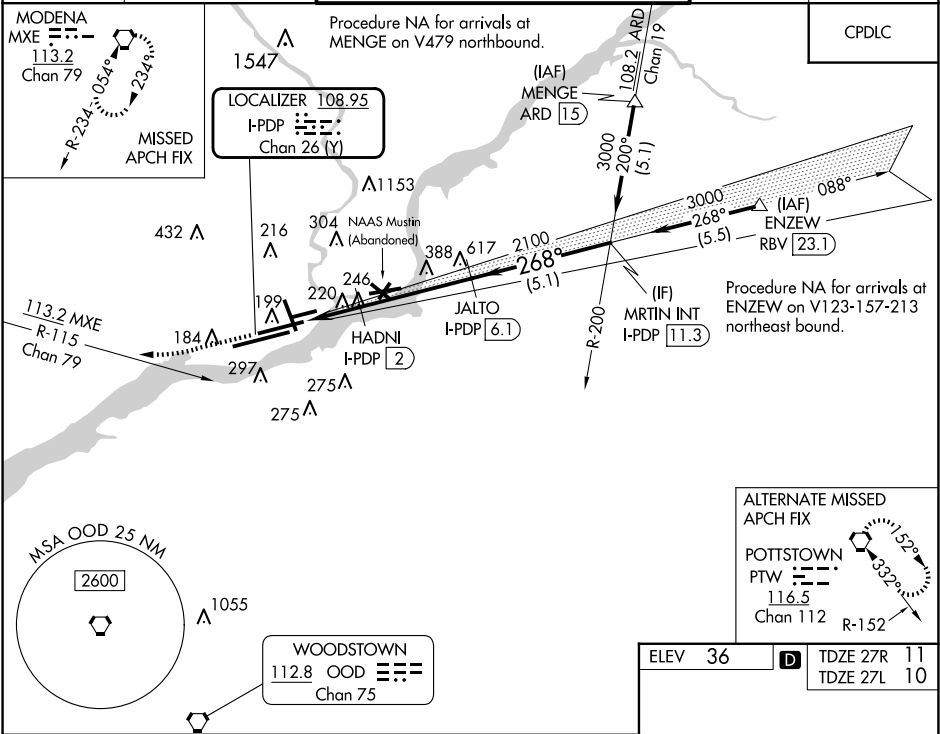 MODENA
MXE
113.2
Chan 79
R-234
054°
234°
MISSED
APCH FIX
1547
Procedure NA for arrivals at
MENGE on V479 northbound.
CPDLC
LOCALIZER 108.95
I-PDP
Chan 26 (Y)
(IAF)
MENGE
ARD 15
108.2 ARD
Chan 19
3000
200°
(5.1)
1153
304
NAAS Mustin
(Abandoned)
432
216
388
617
2100
268°
(5.1)
3000
268°
(5.5)
088°
(IAF)
ENZEW
RBV 23.1
246
220
199
184
JALTO
I-PDP 6.1
HADNI
I-PDP 2
(IF)
MRTIN INT
I-PDP 11.3
R-200
Procedure NA for arrivals at
ENZEW on V123-157-213
northeast bound.
113.2 MXE
R-115
Chan 79
297
275
275
MSA OOD 25 NM
2600
1055
WOODSTOWN
112.8 OOD
Chan 75
ALTERNATE MISSED
APCH FIX
POTTSTOWN
PTW
116.5
Chan 112
152°
332°
R-152
ELEV 36
D
TDZE 27R 11
TDZE 27L 10